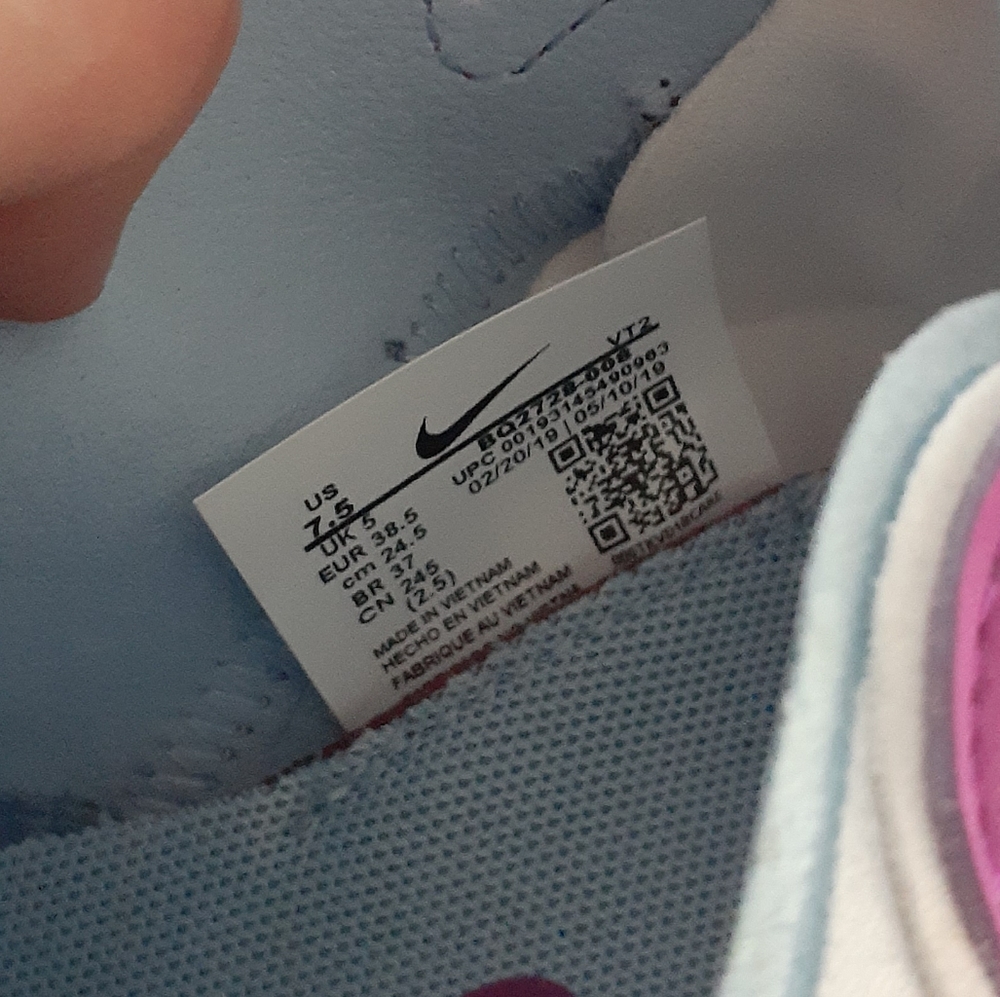 VT2
BQ2728-008
UPC 00193145490963
02/20/19 | 05/10/19
US
7.5
UK 5
EUR 38.5
cm 24.5
BR 37
CN 245
(2.5)
MADE IN VIETNAM
HECHO EN VIETNAM
FABRIQUE AU VIETNAM